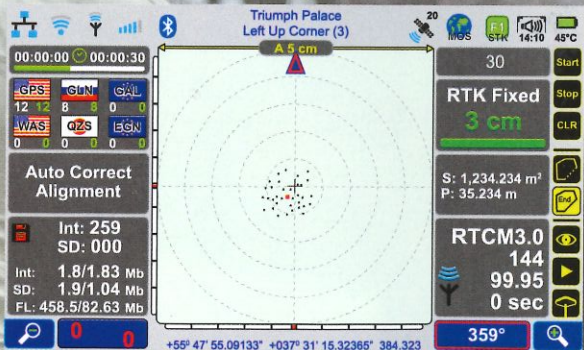 Triumph Palace
Left Up Corner (3)
20
MOS
F1
STK
14:10
45°C
A 5 cm
00:00:00 00:00:30
GPS GLN GAL
12 12 8 8 0 0
WAS QZS EGN
0 0 0 0 0 0
Auto Correct
Alignment
Int: 259
SD: 000
Int: 1.8/1.83 Mb
SD: 1.9/1.04 Mb
FL: 458.5/82.63 Mb
0 0
+55º 47' 55.09133" +037º 31' 15.32365" 384.323
30
RTK Fixed
3 cm
S: 1,234.234 m²
P: 35.234 m
RTCM3.0
144
99.95
0 sec
359°
Start
Stop
CLR
End